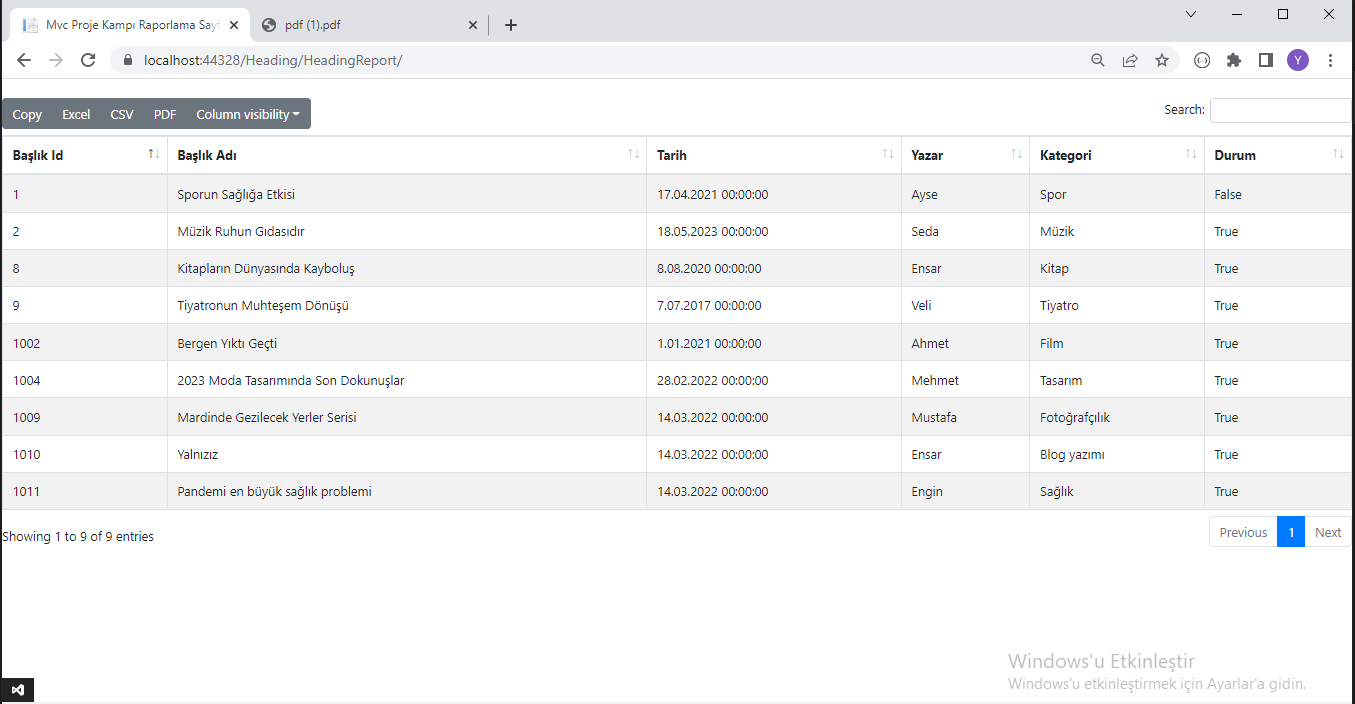 Mvc Proje Kampı Raporlama Sayf
pdf (1).pdf
localhost:44328/Heading/HeadingReport/
Y
Copy Excel CSV PDF Column visibility
Search:
Başlık Id Başlık Adı Tarih Yazar Kategori Durum
1 Sporun Sağlığa Etkisi 17.04.2021 00:00:00 Ayse Spor False
2 Müzik Ruhun Gıdasıdır 18.05.2023 00:00:00 Seda Müzik True
8 Kitapların Dünyasında Kayboluş 8.08.2020 00:00:00 Ensar Kitap True
9 Tiyatronun Muhteşem Dönüşü 7.07.2017 00:00:00 Veli Tiyatro True
1002 Bergen Yıktı Geçti 1.01.2021 00:00:00 Ahmet Film True
1004 2023 Moda Tasarımında Son Dokunuşlar 28.02.2022 00:00:00 Mehmet Tasarım True
1009 Mardinde Gezilecek Yerler Serisi 14.03.2022 00:00:00 Mustafa Fotoğrafçılık True
1010 Yalnızız 14.03.2022 00:00:00 Ensar Blog yazımı True
1011 Pandemi en büyük sağlık problemi 14.03.2022 00:00:00 Engin Sağlık True
Showing 1 to 9 of 9 entries
Previous 1 Next
Windows'u Etkinleştir
Windows'u etkinleştirmek için Ayarlar'a gidin.